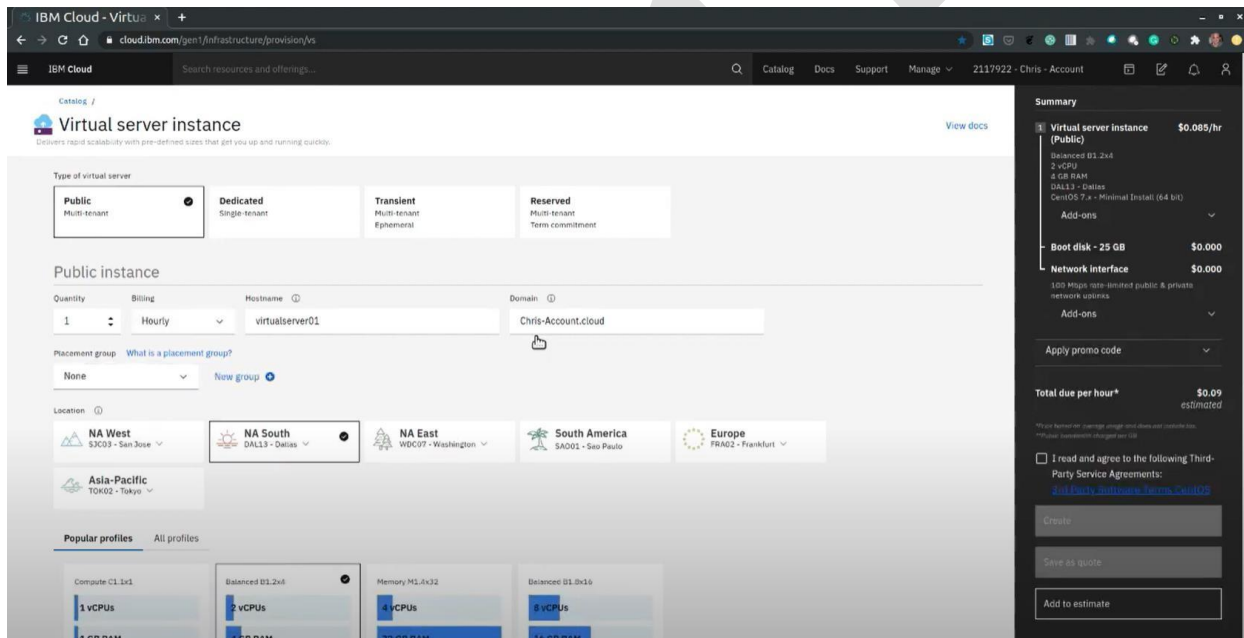 IBM Cloud - Virtua × +
cloud.ibm.com/gen1/infrastructure/provision/vs
IBM Cloud Search resources and offerings... Catalog Docs Support Manage 2117922 - Chris - Account
Catalog /
Virtual server instance
View docs
Delivers rapid scalability with pre-defined sizes that get you up and running quickly.
Type of virtual server
Public
Multi-tenant
Dedicated
Single-tenant
Transient
Multi-tenant
Ephemeral
Reserved
Multi-tenant
Term commitment
Public instance
Quantity Billing Hostname Domain
1 Hourly virtualserver01 Chris-Account.cloud
Placement group What is a placement group?
None New group
Location
NA West
SJC03 - San Jose
NA South
DAL13 - Dallas
NA East
WDC07 - Washington
South America
SAO01 - Sao Paulo
Europe
FRA02 - Frankfurt
Asia-Pacific
TOK02 - Tokyo
Popular profiles All profiles
Compute C1.1x1
1 vCPUs
Balanced B1.2x4
2 vCPUs
Memory M1.4x32
4 vCPUs
Balanced B1.8x16
8 vCPUs
Summary
1 Virtual server instance $0.085/hr
(Public)
Balanced B1.2x4
2 vCPU
4 GB RAM
DAL13 - Dallas
CentOS 7.x - Minimal Install (64 bit)
Add-ons
Boot disk - 25 GB $0.000
Network interface $0.000
100 Mbps rate-limited public & private
network uplinks
Add-ons
Apply promo code
Total due per hour* $0.09
estimated
I read and agree to the following Third-
Party Service Agreements:
3rd Party Software Terms CentOS
Create
Save as quote
Add to estimate